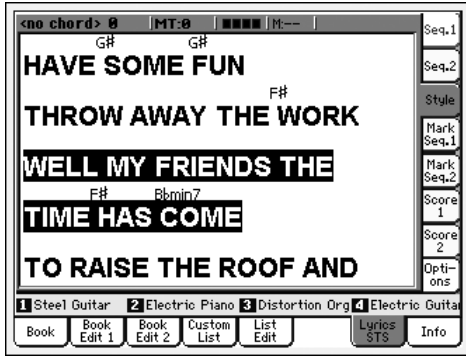 <no chord> 0 MT:0 M:--
Seq.1
G# G#
HAVE SOME FUN
Seq.2
F#
Style
THROW AWAY THE WORK
Mark
Seq.1
WELL MY FRIENDS THE
Mark
Seq.2
F# Bbmin7
TIME HAS COME
Score
1
Score
2
TO RAISE THE ROOF AND
Opti-
ons
1 Steel Guitar 2 Electric Piano 3 Distortion Org 4 Electric Guita
Book Book Edit 1 Book Edit 2 Custom List List Edit Lyrics STS Info